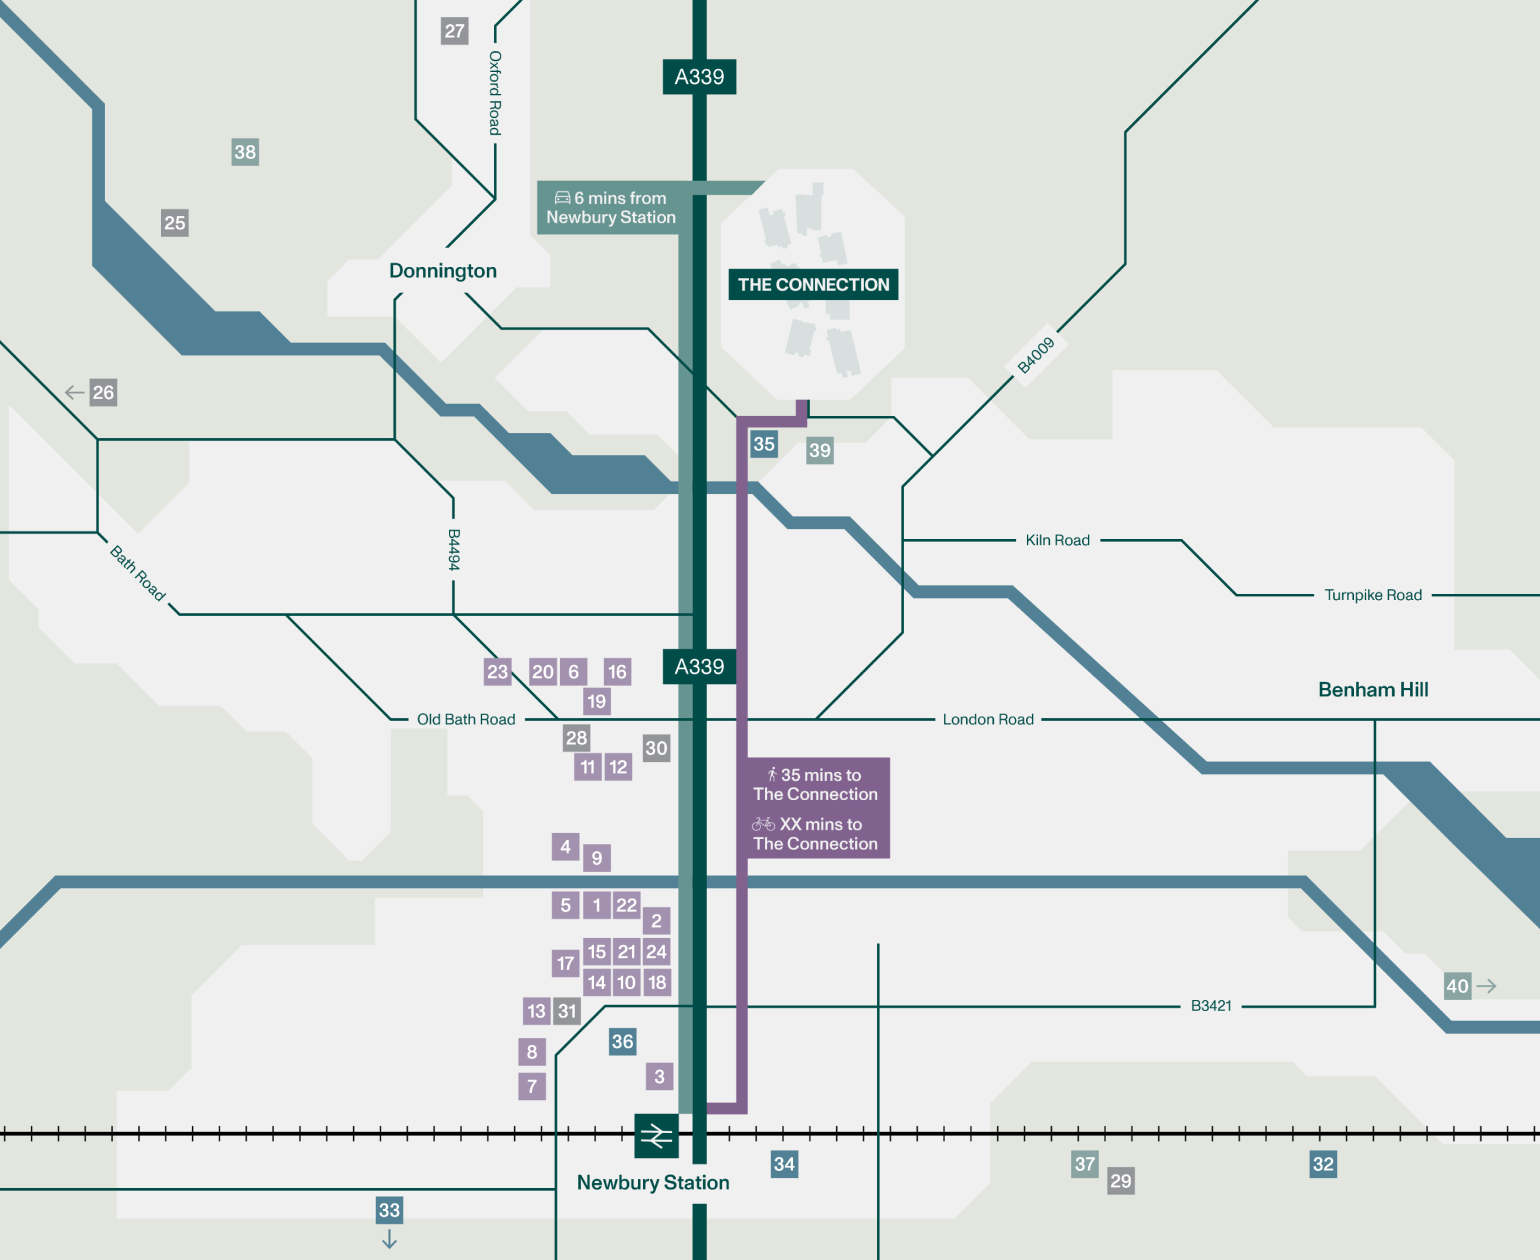 27
Oxford Road
A339
38
6 mins from
Newbury Station
25
Donnington
THE CONNECTION
B4009
26
35
39
Bath Road
B4494
Kiln Road
Turnpike Road
23
20
6
16
A339
19
Benham Hill
Old Bath Road
London Road
28
30
11
12
35 mins to
The Connection
XX mins to
The Connection
4
9
5
1
22
2
15
21
24
17
14
10
18
40
13
31
B3421
36
8
3
7
34
37
32
29
Newbury Station
33